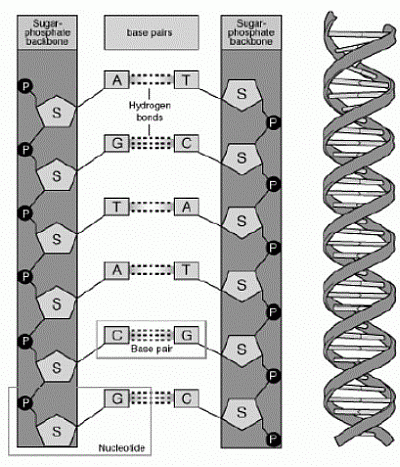 Sugar-
phosphate
backbone
base pairs
Sugar-
phosphate
backbone
P A T S
S P
Hydrogen
bonds
P G C S
S P
P T A S
S P
P A T S
S P
P C G S
Base pair
S P
P G C S
S P
Nucleotide